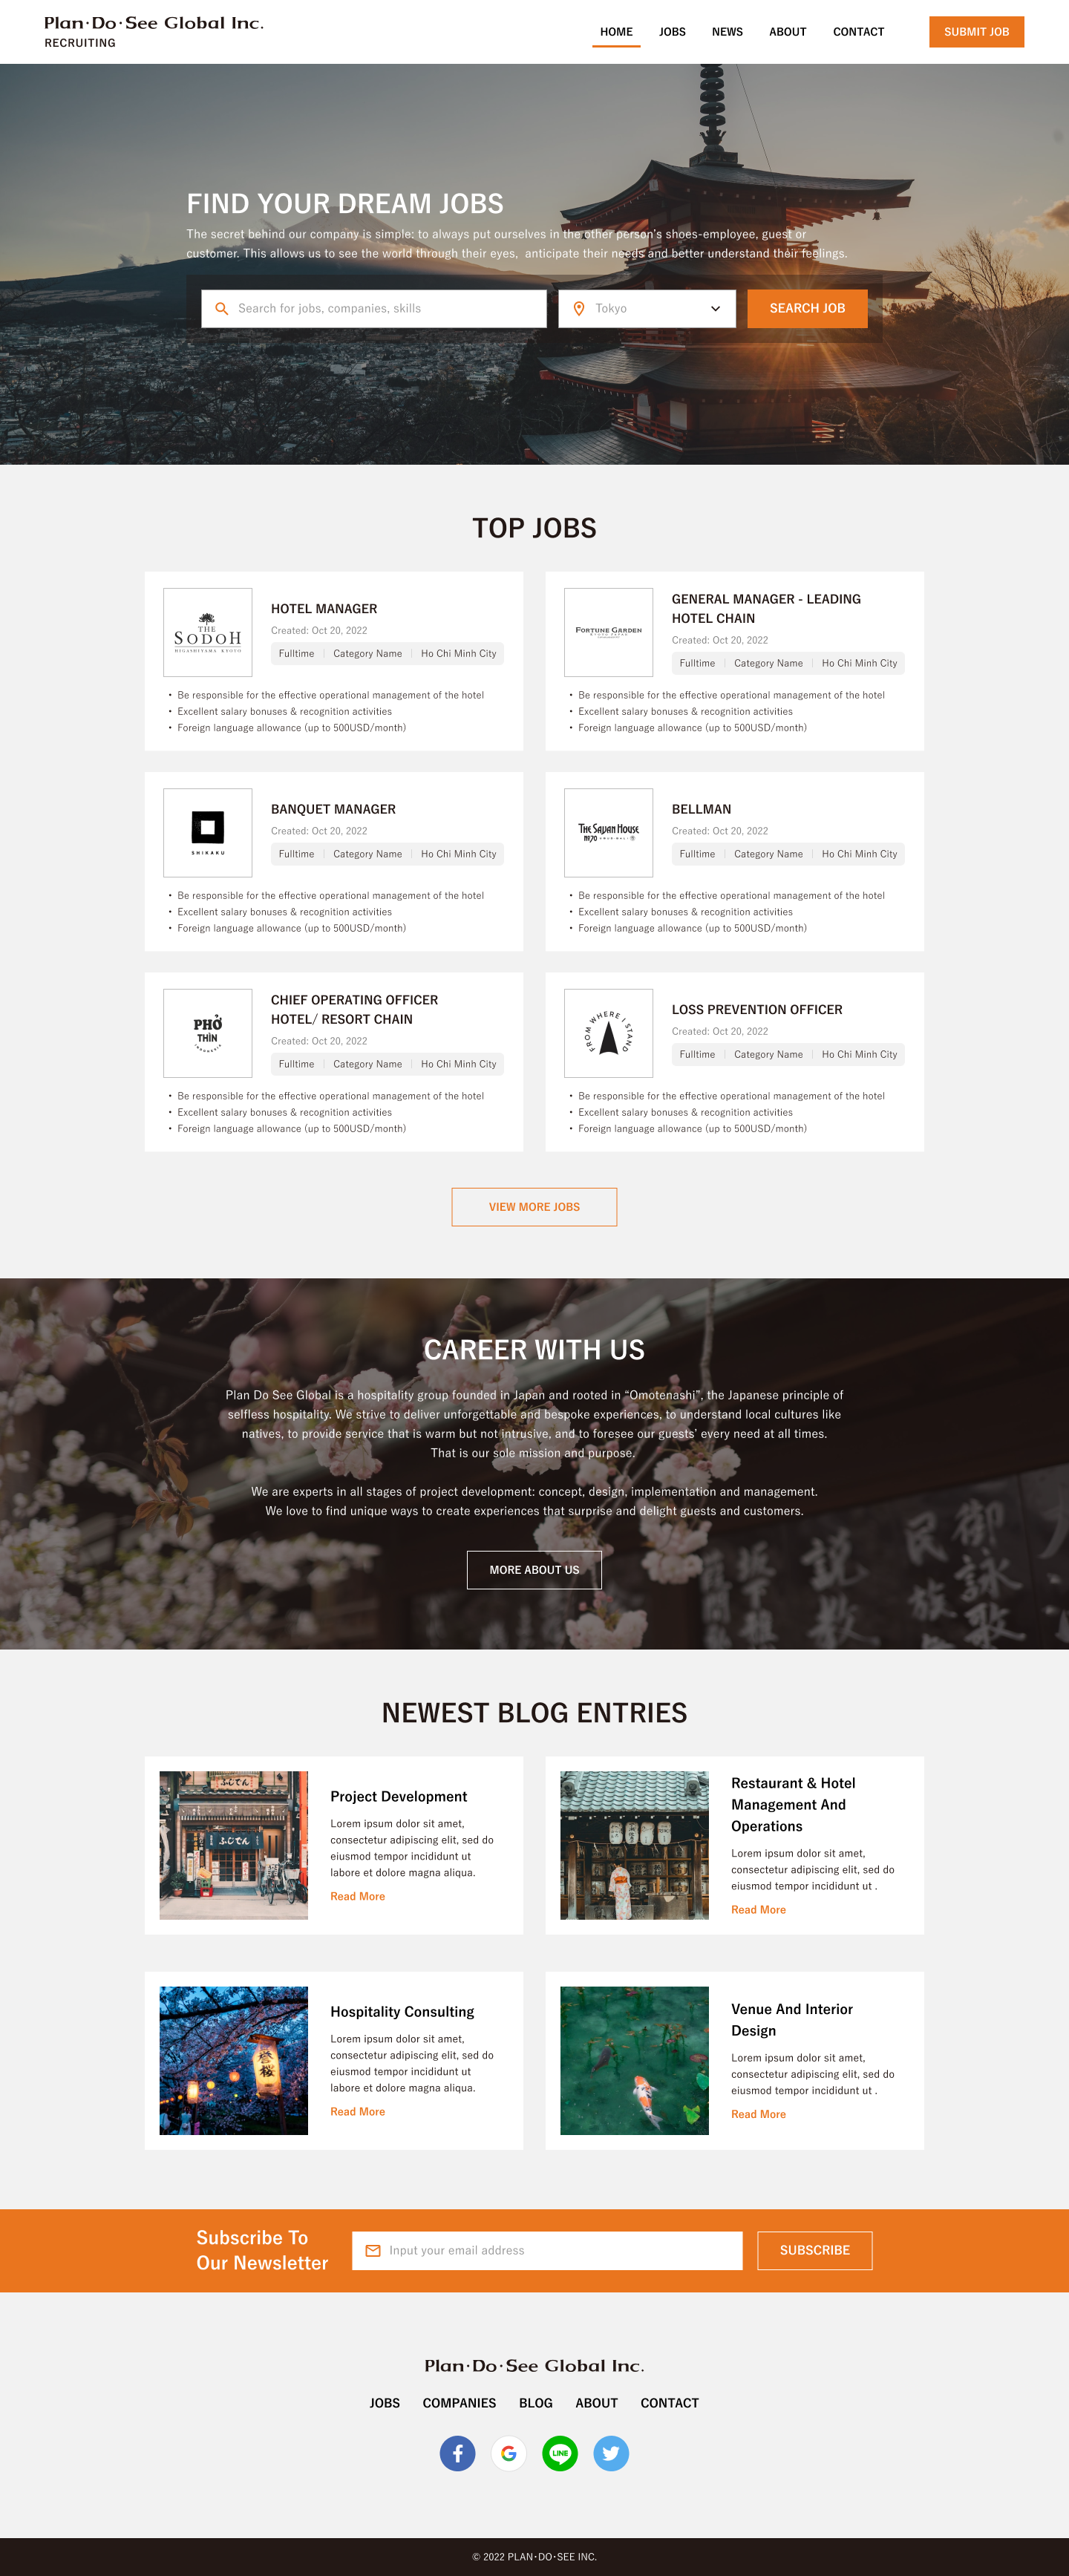 Plan·Do·See Global Inc.
RECRUITING
HOME JOBS NEWS ABOUT CONTACT SUBMIT JOB
FIND YOUR DREAM JOBS
The secret behind our company is simple: to always put ourselves in the other person's shoes-employee, guest or
customer. This allows us to see the world through their eyes, anticipate their needs and better understand their feelings.
Search for jobs, companies, skills
Tokyo
SEARCH JOB
TOP JOBS
THE
SODOH
HIGASHIYAMA KYOTO
HOTEL MANAGER
Created: Oct 20, 2022
Fulltime | Category Name | Ho Chi Minh City
• Be responsible for the effective operational management of the hotel
• Excellent salary bonuses & recognition activities
• Foreign language allowance (up to 500USD/month)
FORTUNE GARDEN
GENERAL MANAGER - LEADING
HOTEL CHAIN
Created: Oct 20, 2022
Fulltime | Category Name | Ho Chi Minh City
• Be responsible for the effective operational management of the hotel
• Excellent salary bonuses & recognition activities
• Foreign language allowance (up to 500USD/month)
SHIKAKU
BANQUET MANAGER
Created: Oct 20, 2022
Fulltime | Category Name | Ho Chi Minh City
• Be responsible for the effective operational management of the hotel
• Excellent salary bonuses & recognition activities
• Foreign language allowance (up to 500USD/month)
BELLMAN
Created: Oct 20, 2022
Fulltime | Category Name | Ho Chi Minh City
• Be responsible for the effective operational management of the hotel
• Excellent salary bonuses & recognition activities
• Foreign language allowance (up to 500USD/month)
PHỞ
THÌN
INDONESIA
CHIEF OPERATING OFFICER
HOTEL/ RESORT CHAIN
Created: Oct 20, 2022
Fulltime | Category Name | Ho Chi Minh City
• Be responsible for the effective operational management of the hotel
• Excellent salary bonuses & recognition activities
• Foreign language allowance (up to 500USD/month)
FROM WHERE I STAND
LOSS PREVENTION OFFICER
Created: Oct 20, 2022
Fulltime | Category Name | Ho Chi Minh City
• Be responsible for the effective operational management of the hotel
• Excellent salary bonuses & recognition activities
• Foreign language allowance (up to 500USD/month)
VIEW MORE JOBS
CAREER WITH US
Plan Do See Global is a hospitality group founded in Japan and rooted in “Omotenashi”, the Japanese principle of
selfless hospitality. We strive to deliver unforgettable and bespoke experiences, to understand local cultures like
natives, to provide service that is warm but not intrusive, and to foresee our guests’ every need at all times.
That is our sole mission and purpose.
We are experts in all stages of project development: concept, design, implementation and management.
We love to find unique ways to create experiences that surprise and delight guests and customers.
MORE ABOUT US
NEWEST BLOG ENTRIES
ふじでん
Project Development
Lorem ipsum dolor sit amet,
consectetur adipiscing elit, sed do
eiusmod tempor incididunt ut
labore et dolore magna aliqua.
Read More
Restaurant & Hotel
Management And
Operations
Lorem ipsum dolor sit amet,
consectetur adipiscing elit, sed do
eiusmod tempor incididunt ut .
Read More
Hospitality Consulting
Lorem ipsum dolor sit amet,
consectetur adipiscing elit, sed do
eiusmod tempor incididunt ut
labore et dolore magna aliqua.
Read More
Venue And Interior
Design
Lorem ipsum dolor sit amet,
consectetur adipiscing elit, sed do
eiusmod tempor incididunt ut .
Read More
Subscribe To
Our Newsletter
Input your email address
SUBSCRIBE
Plan·Do·See Global Inc.
JOBS COMPANIES BLOG ABOUT CONTACT
LINE
© 2022 PLAN·DO·SEE INC.